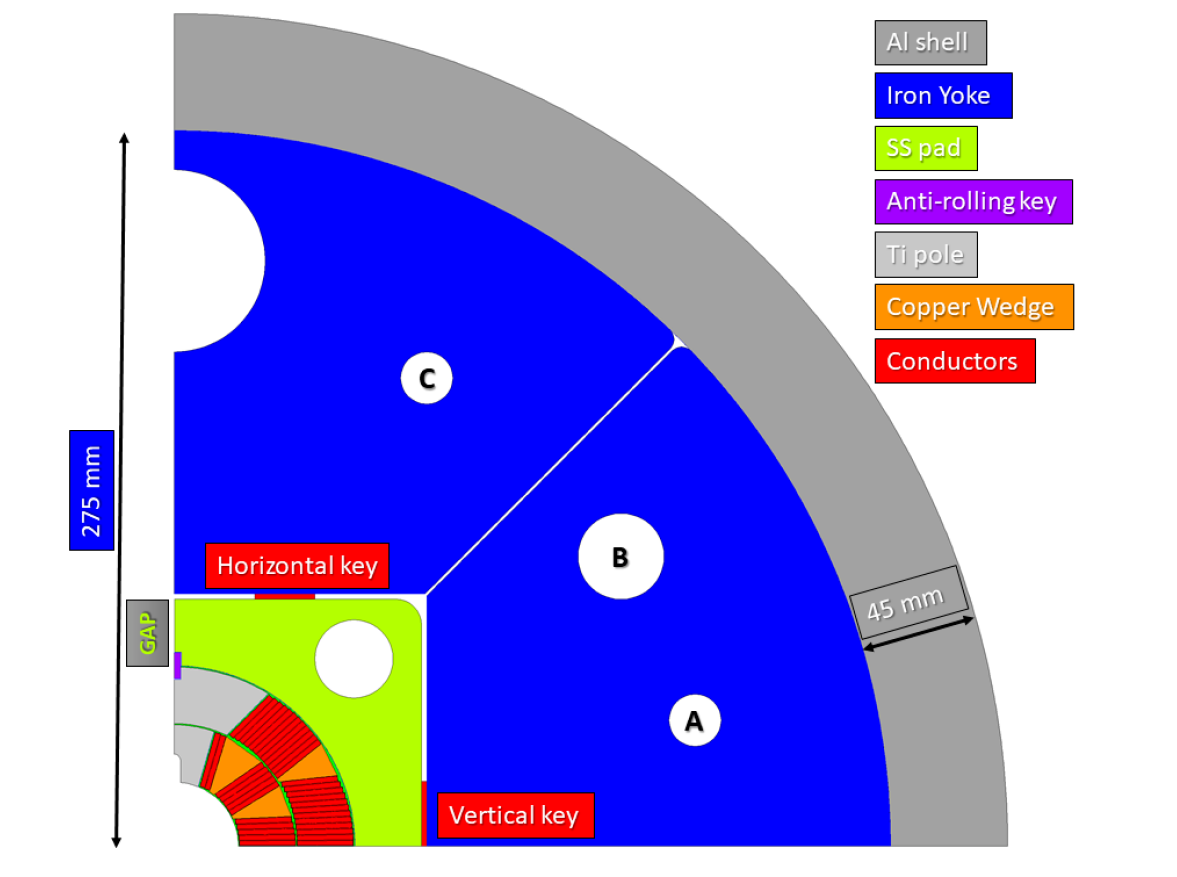 Al shell
Iron Yoke
SS pad
Anti-rolling key
Ti pole
Copper Wedge
Conductors
C
B
A
275 mm
Horizontal key
GAP
45 mm
Vertical key